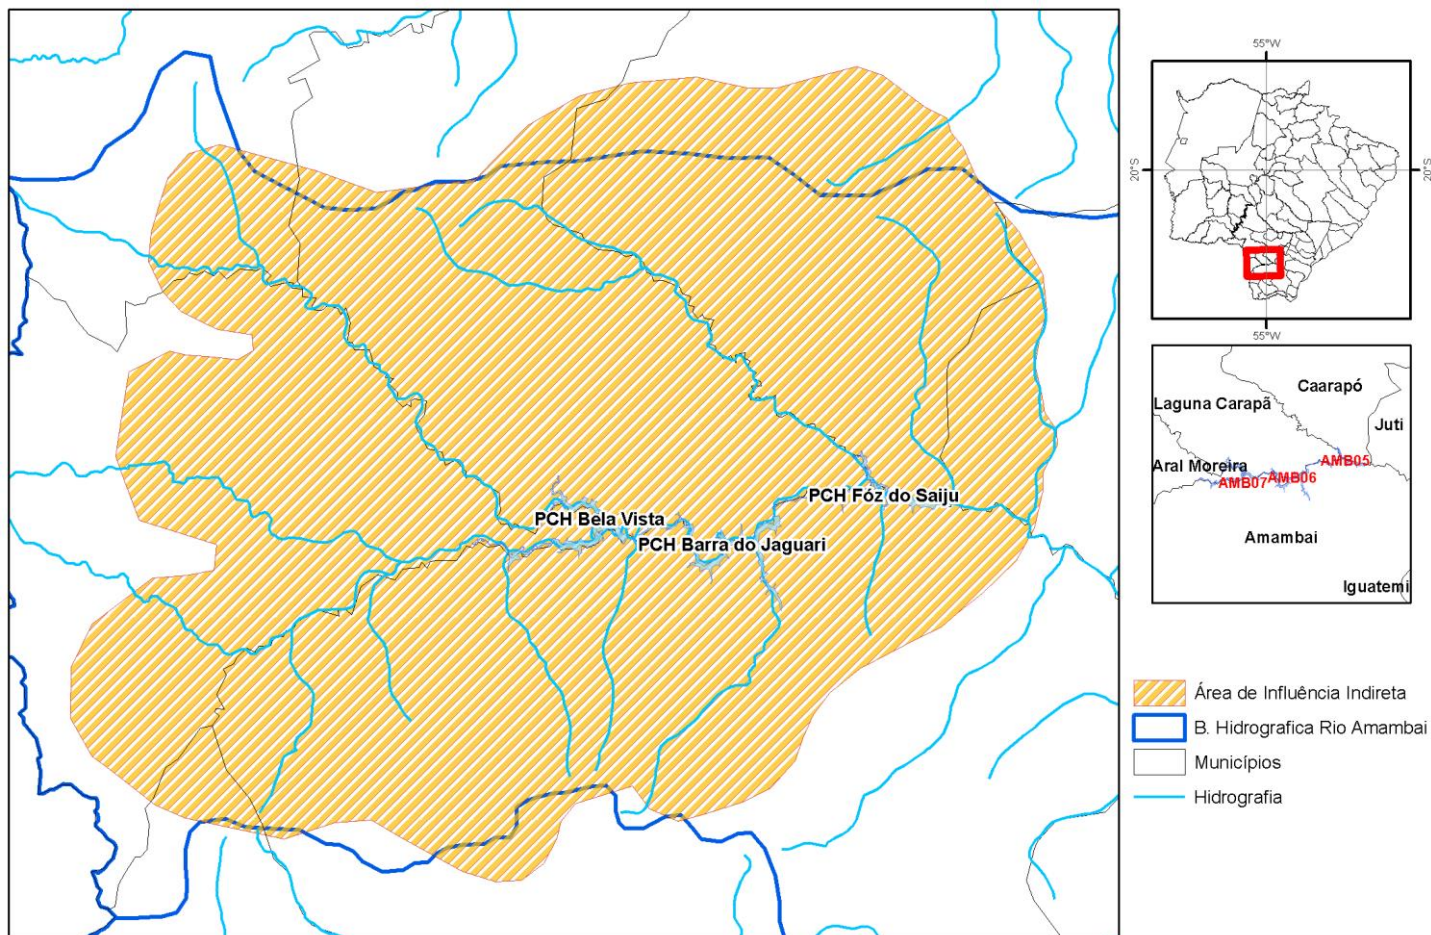 PCH Fóz do Saiju
PCH Bela Vista
PCH Barra do Jaguari
55°W
20°S
20°S
55°W
Caarapó
Laguna Carapã
Juti
Aral Moreira
AMB05
AMB06
AMB07
Amambai
Iguatemi
Área de Influência Indireta
B. Hidrografica Rio Amambai
Municípios
Hidrografia